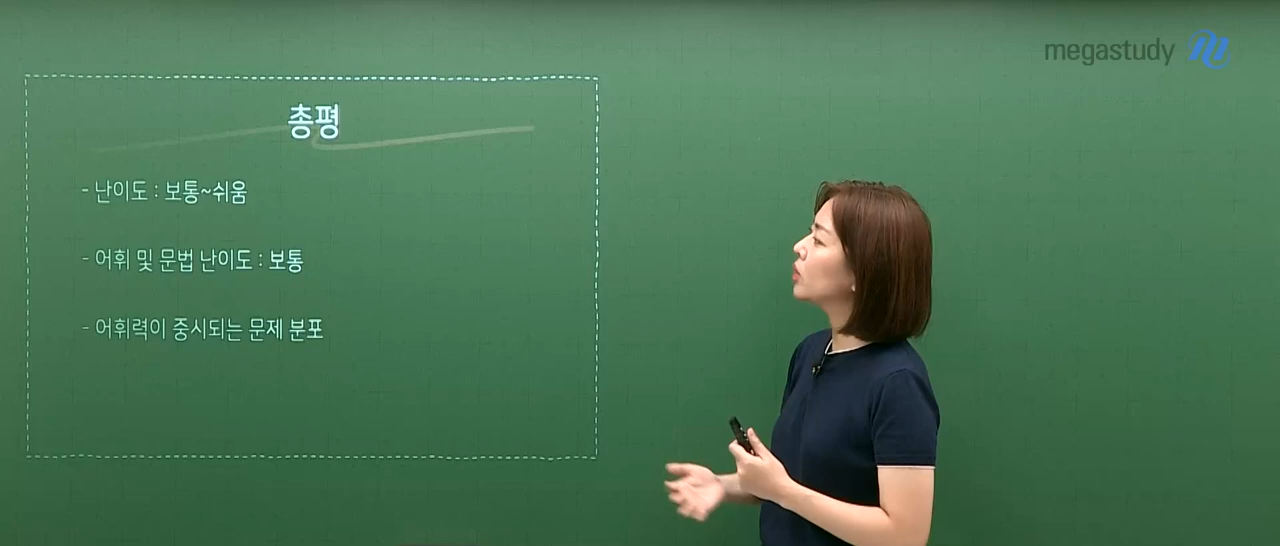 megastudy
총평
- 난이도 : 보통~쉬움
- 어휘 및 문법 난이도 : 보통
- 어휘력이 중시되는 문제 분포